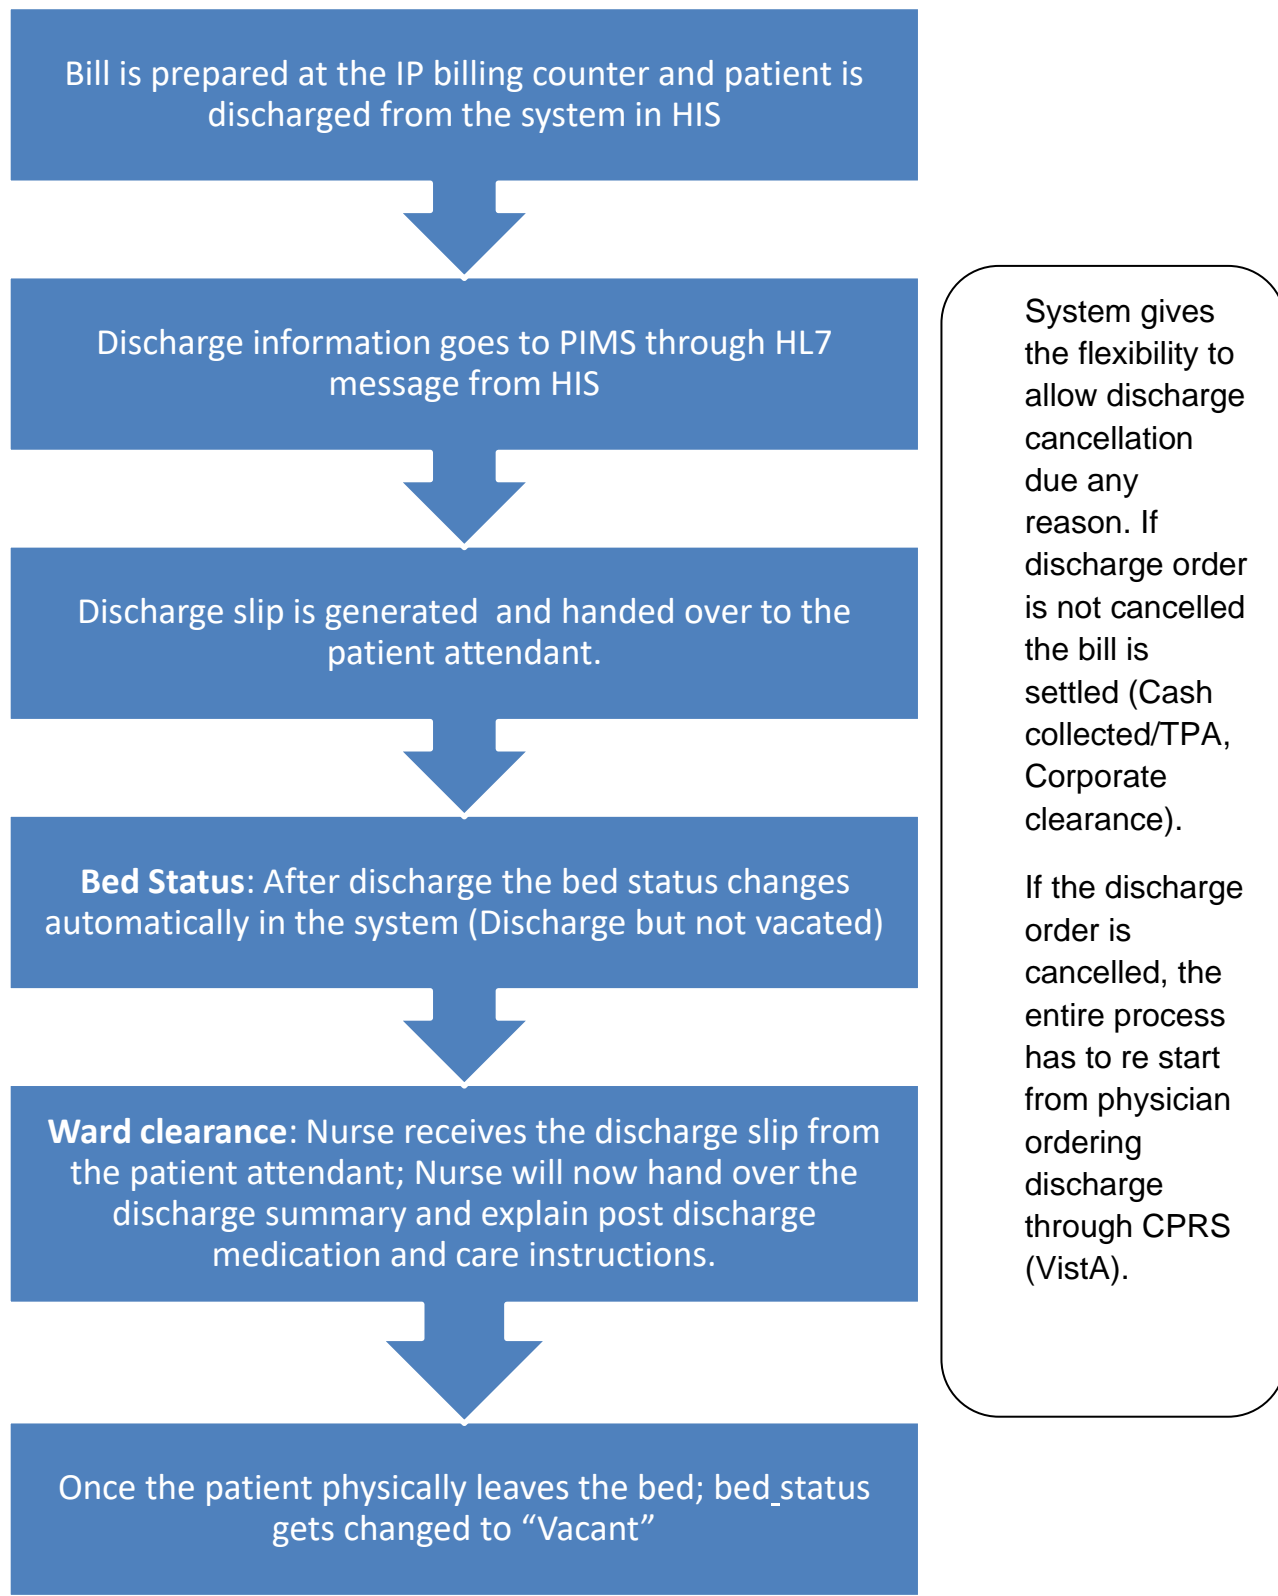 Bill is prepared at the IP billing counter and patient is
discharged from the system in HIS
Discharge information goes to PIMS through HL7
message from HIS
Discharge slip is generated  and handed over to the
patient attendant.
Bed Status: After discharge the bed status changes
automatically in the system (Discharge but not vacated)
Ward clearance: Nurse receives the discharge slip from
the patient attendant; Nurse will now hand over the
discharge summary and explain post discharge
medication and care instructions.
Once the patient physically leaves the bed; bed_status
gets changed to “Vacant”
System gives
the flexibility to
allow discharge
cancellation
due any
reason. If
discharge order
is not cancelled
the bill is
settled (Cash
collected/TPA,
Corporate
clearance).
If the discharge
order is
cancelled, the
entire process
has to re start
from physician
ordering
discharge
through CPRS
(VistA).